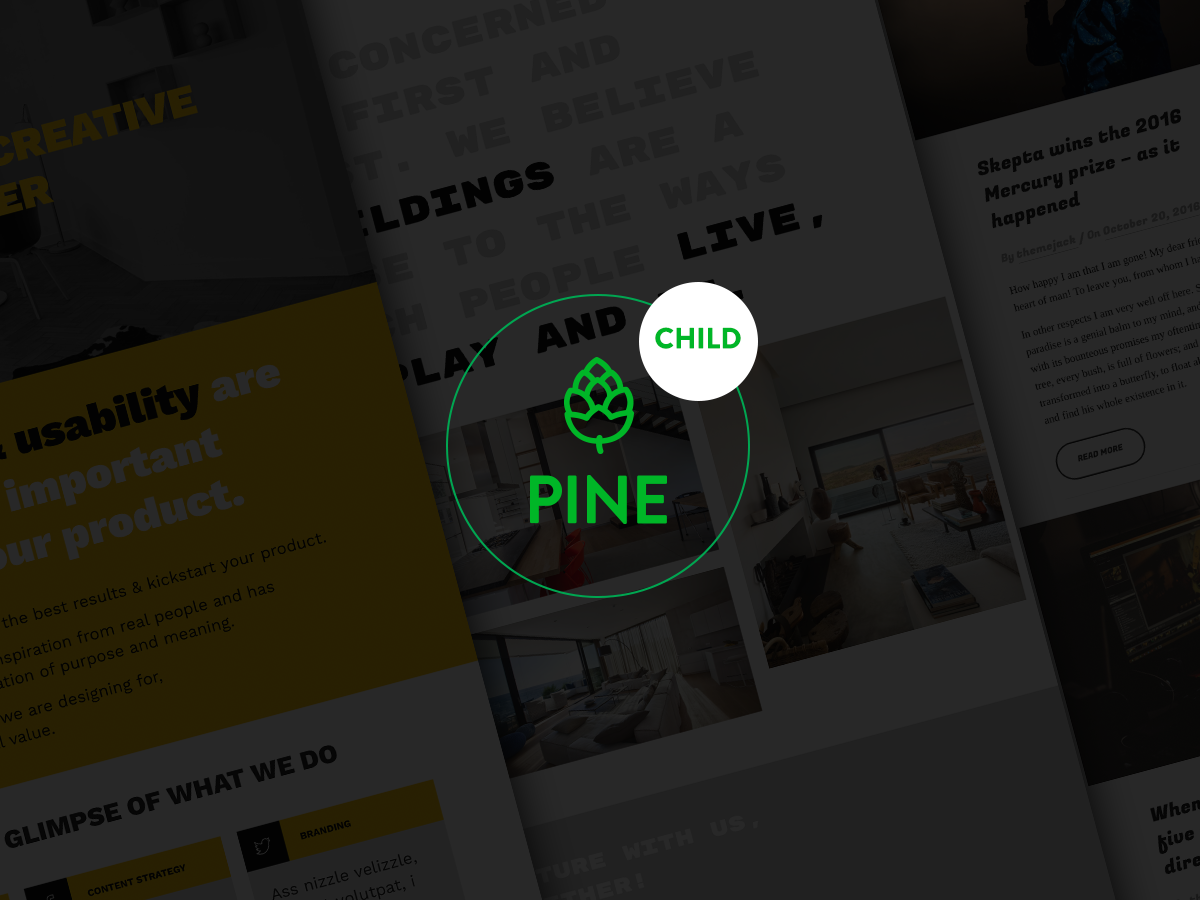 CREATIVE
ER
& usability are
important
our product.
the best results & kickstart your product.
nspiration from real people and has
ation of purpose and meaning.
we are designing for,
l value.
GLIMPSE OF WHAT WE DO
CONTENT STRATEGY
BRANDING
Ass nizzle velizzle,
volutpat, i
CONCERNED
FIRST AND
T. WE BELIEVE
ILDINGS ARE A
E TO THE WAYS
H PEOPLE LIVE,
PLAY AND
CHILD
PINE
TURE WITH US,
THER!
Skepta wins the 2016
Mercury prize – as it
happened
By themejack / On October 20, 2016
How happy I am that I am gone! My dear frie
heart of man! To leave you, from whom I ha
In other respects I am very well off here. S
paradise is a genial balm to my mind, an
with its bounteous promises my oftentim
tree, every bush, is full of flowers; and
transformed into a butterfly, to float a
and find his whole existence in it.
READ MORE
When
five
dire